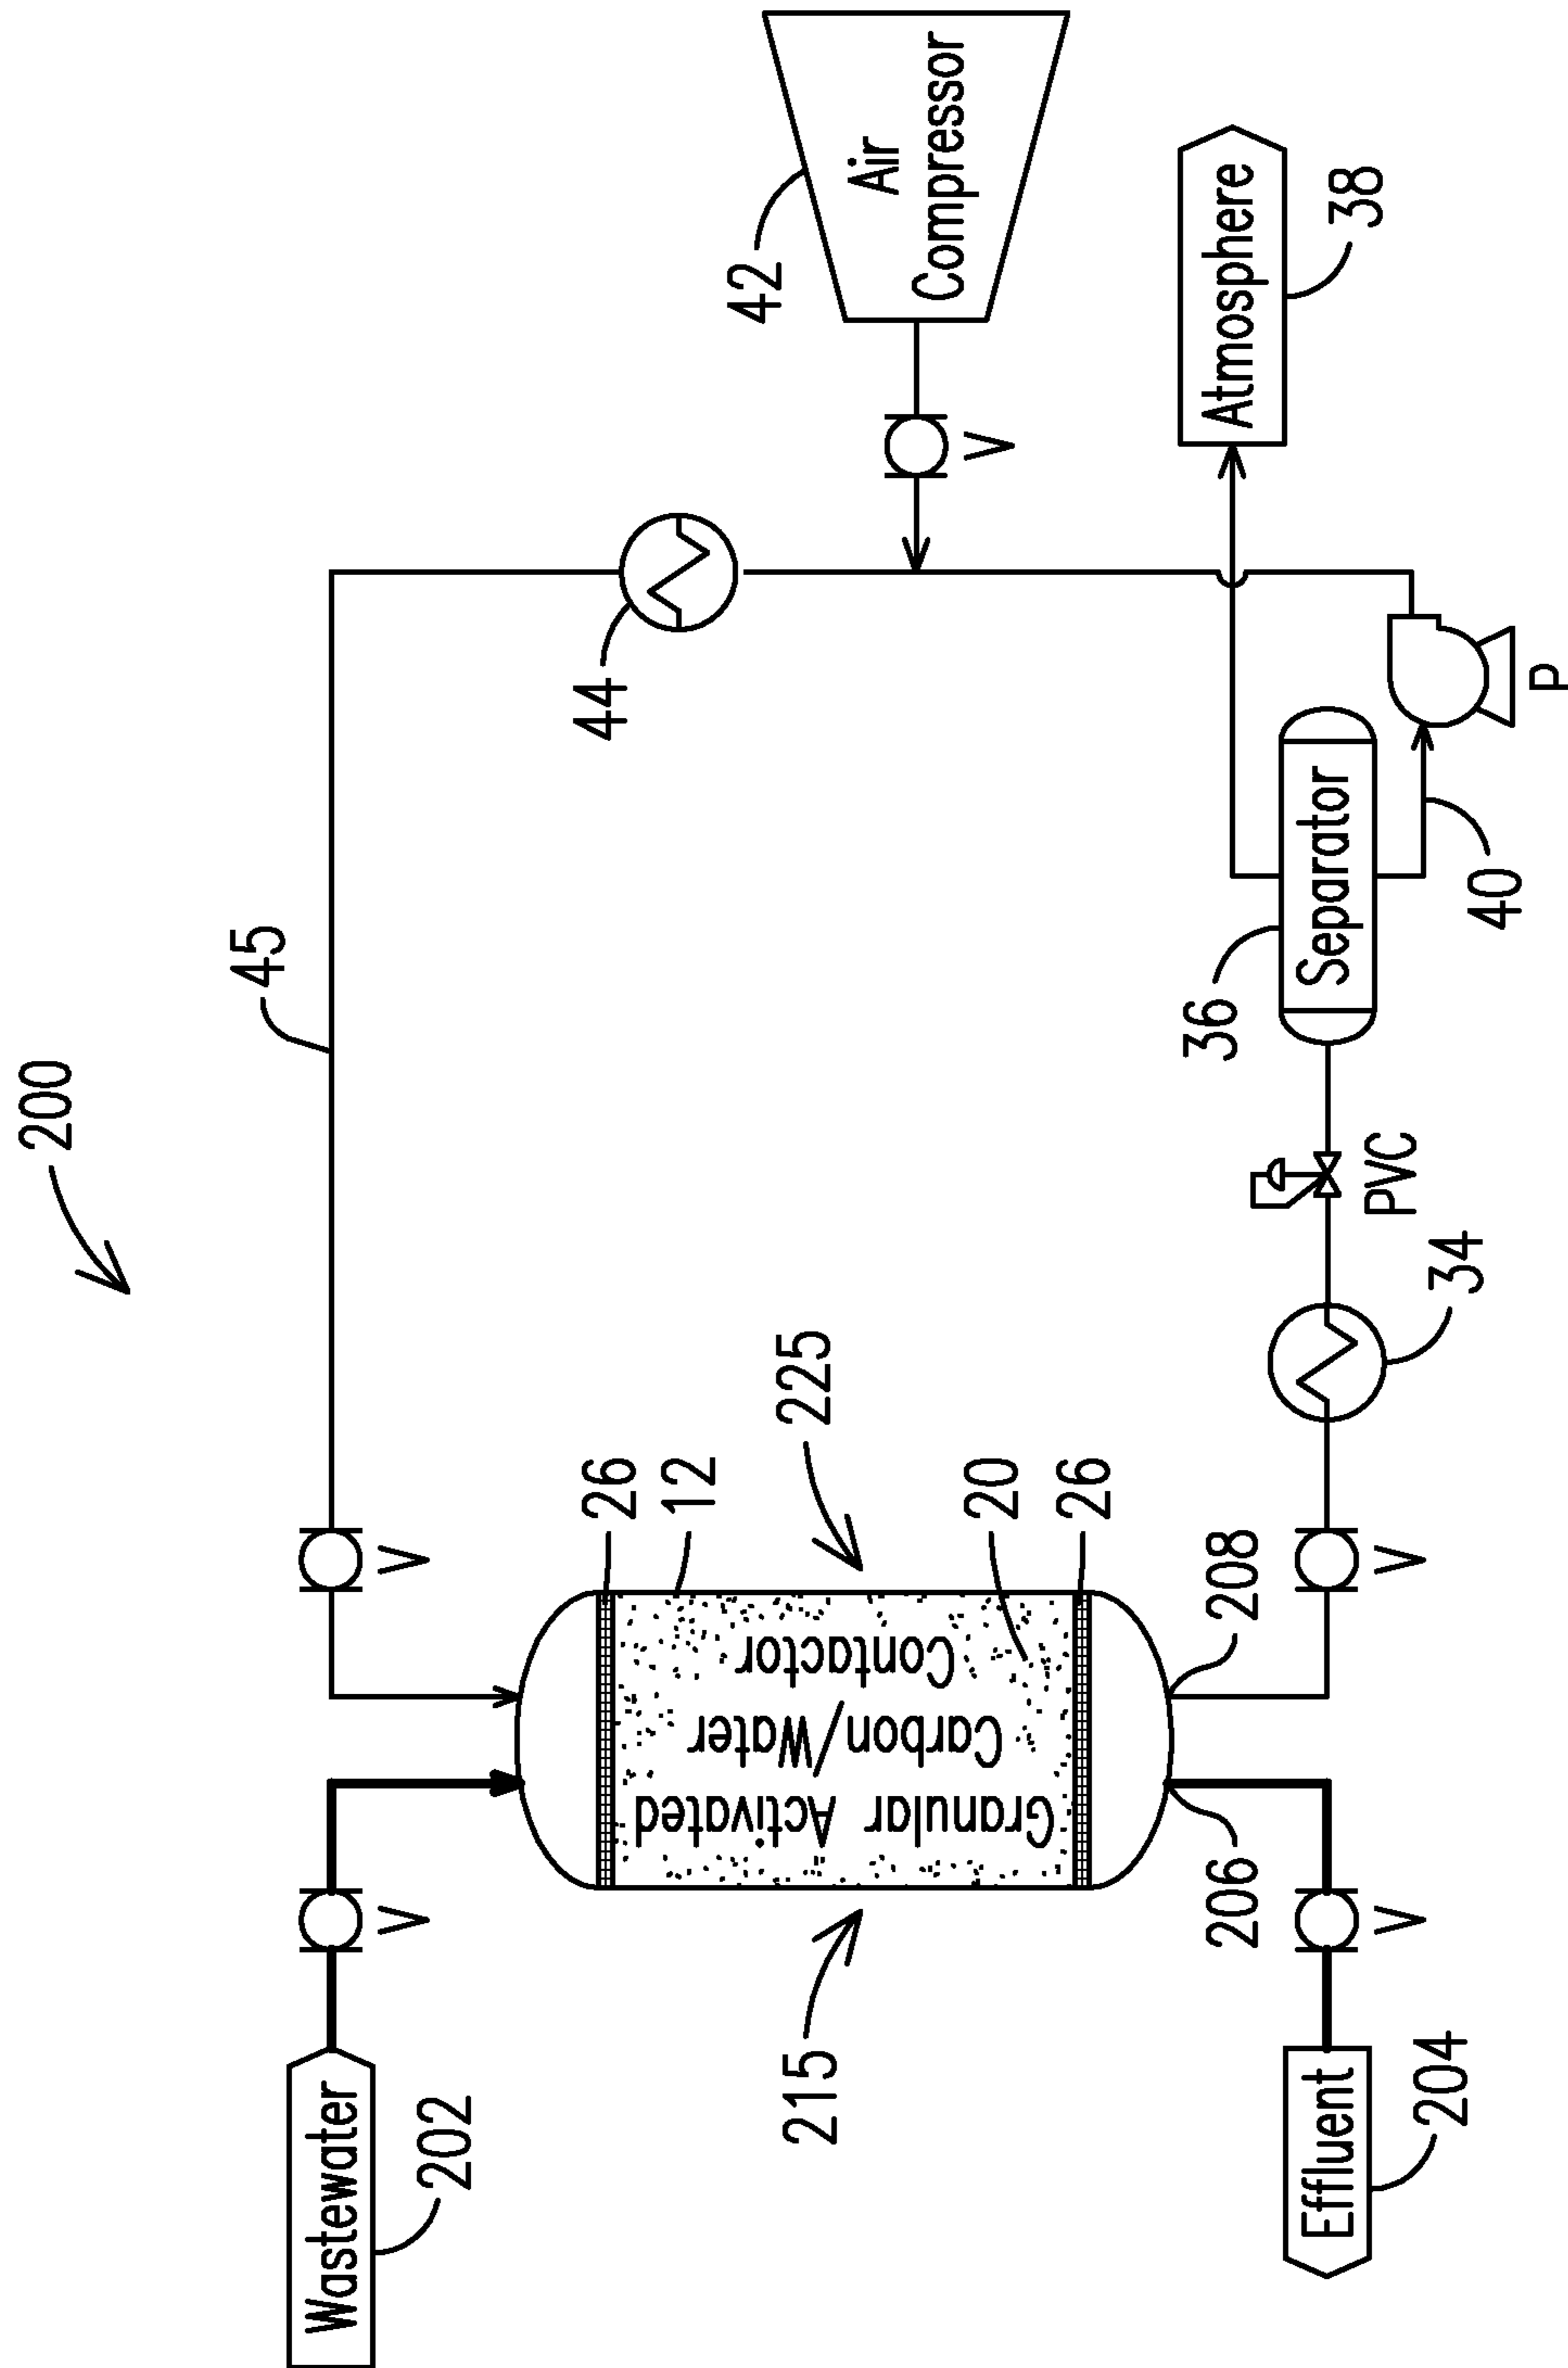 200
Wastewater
202
V
V
45
44
42
Air
Compressor
V
215
Granular Activated
Carbon/Water
Contactor
26
12
225
20
26
206
208
Effluent
204
V
V
34
PVC
36
Separator
40
P
Atmosphere
38